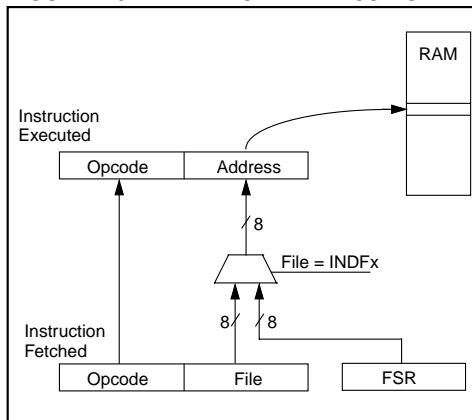 RAM
Instruction
Executed
Opcode Address
8
File = INDFx
8 8
Instruction
Fetched
Opcode File FSR